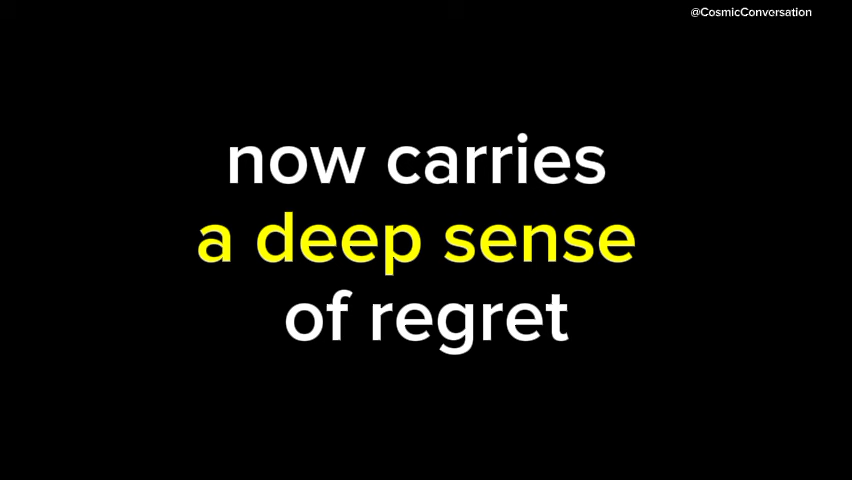 @CosmicConversation
now carries
a deep sense
of regret